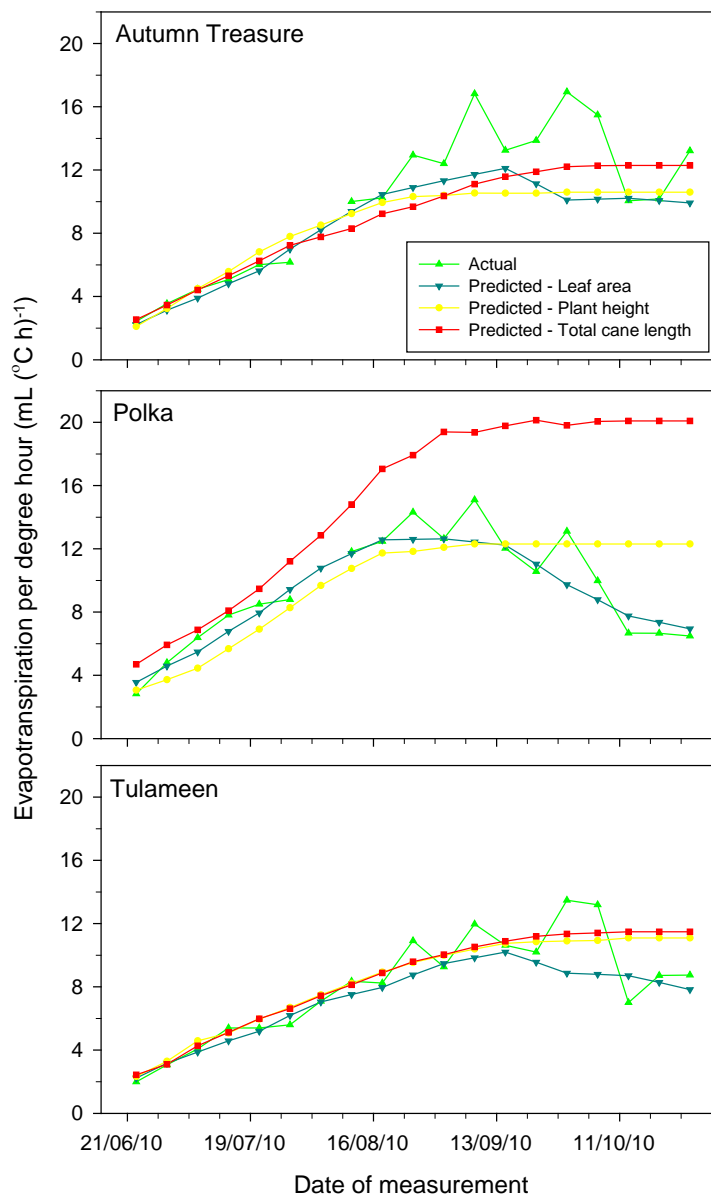 Evapotranspiration per degree hour (mL (°C h)⁻¹)
Autumn Treasure
22
20
16
12
8
4
0
Actual
Predicted - Leaf area
Predicted - Plant height
Predicted - Total cane length
Polka
20
16
12
8
4
0
Tulameen
20
16
12
8
4
0
21/06/10 19/07/10 16/08/10 13/09/10 11/10/10
Date of measurement